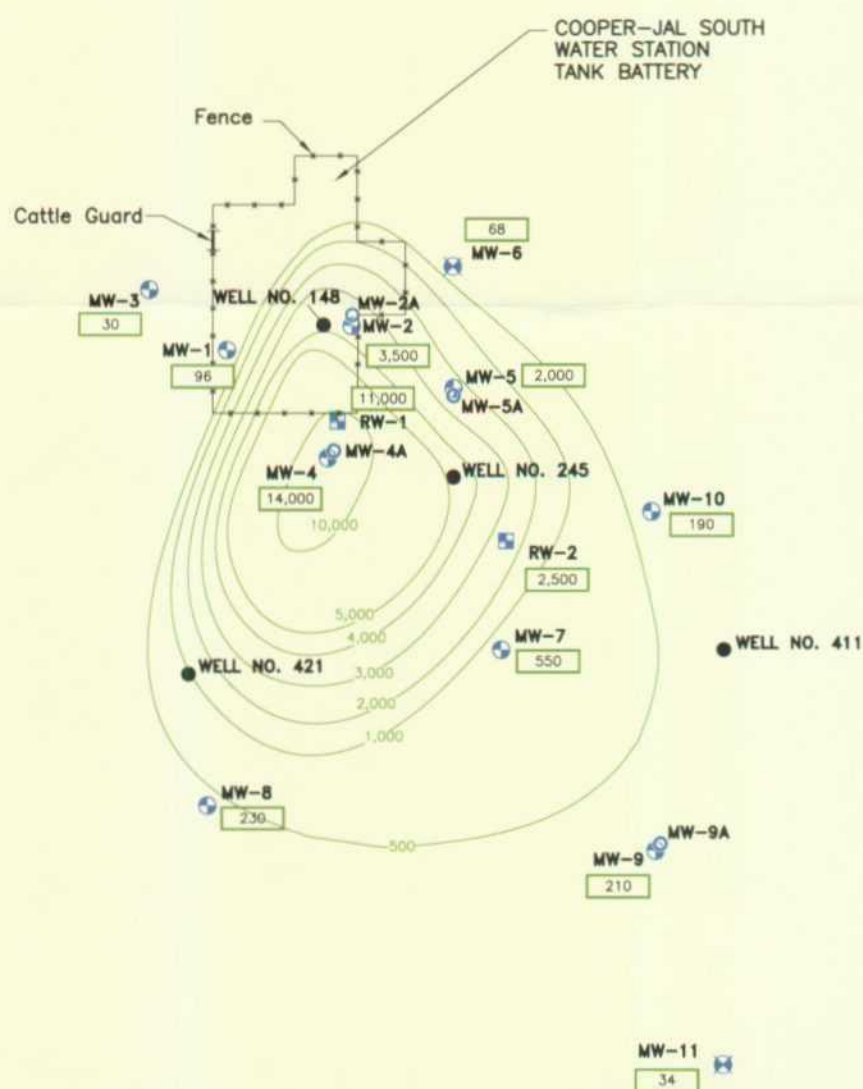 COOPER-JAL SOUTH
WATER STATION
TANK BATTERY
Fence
Cattle Guard
68
MW-6
MW-3
30
WELL NO. 148
MW-2A
MW-2
3,500
MW-1
96
MW-5
2,000
MW-5A
11,000
RW-1
MW-4A
MW-4
14,000
WELL NO. 245
10,000
MW-10
190
RW-2
2,500
5,000
4,000
MW-7
550
WELL NO. 411
WELL NO. 421
3,000
2,000
1,000
MW-8
230
500
MW-9A
MW-9
210
MW-11
34